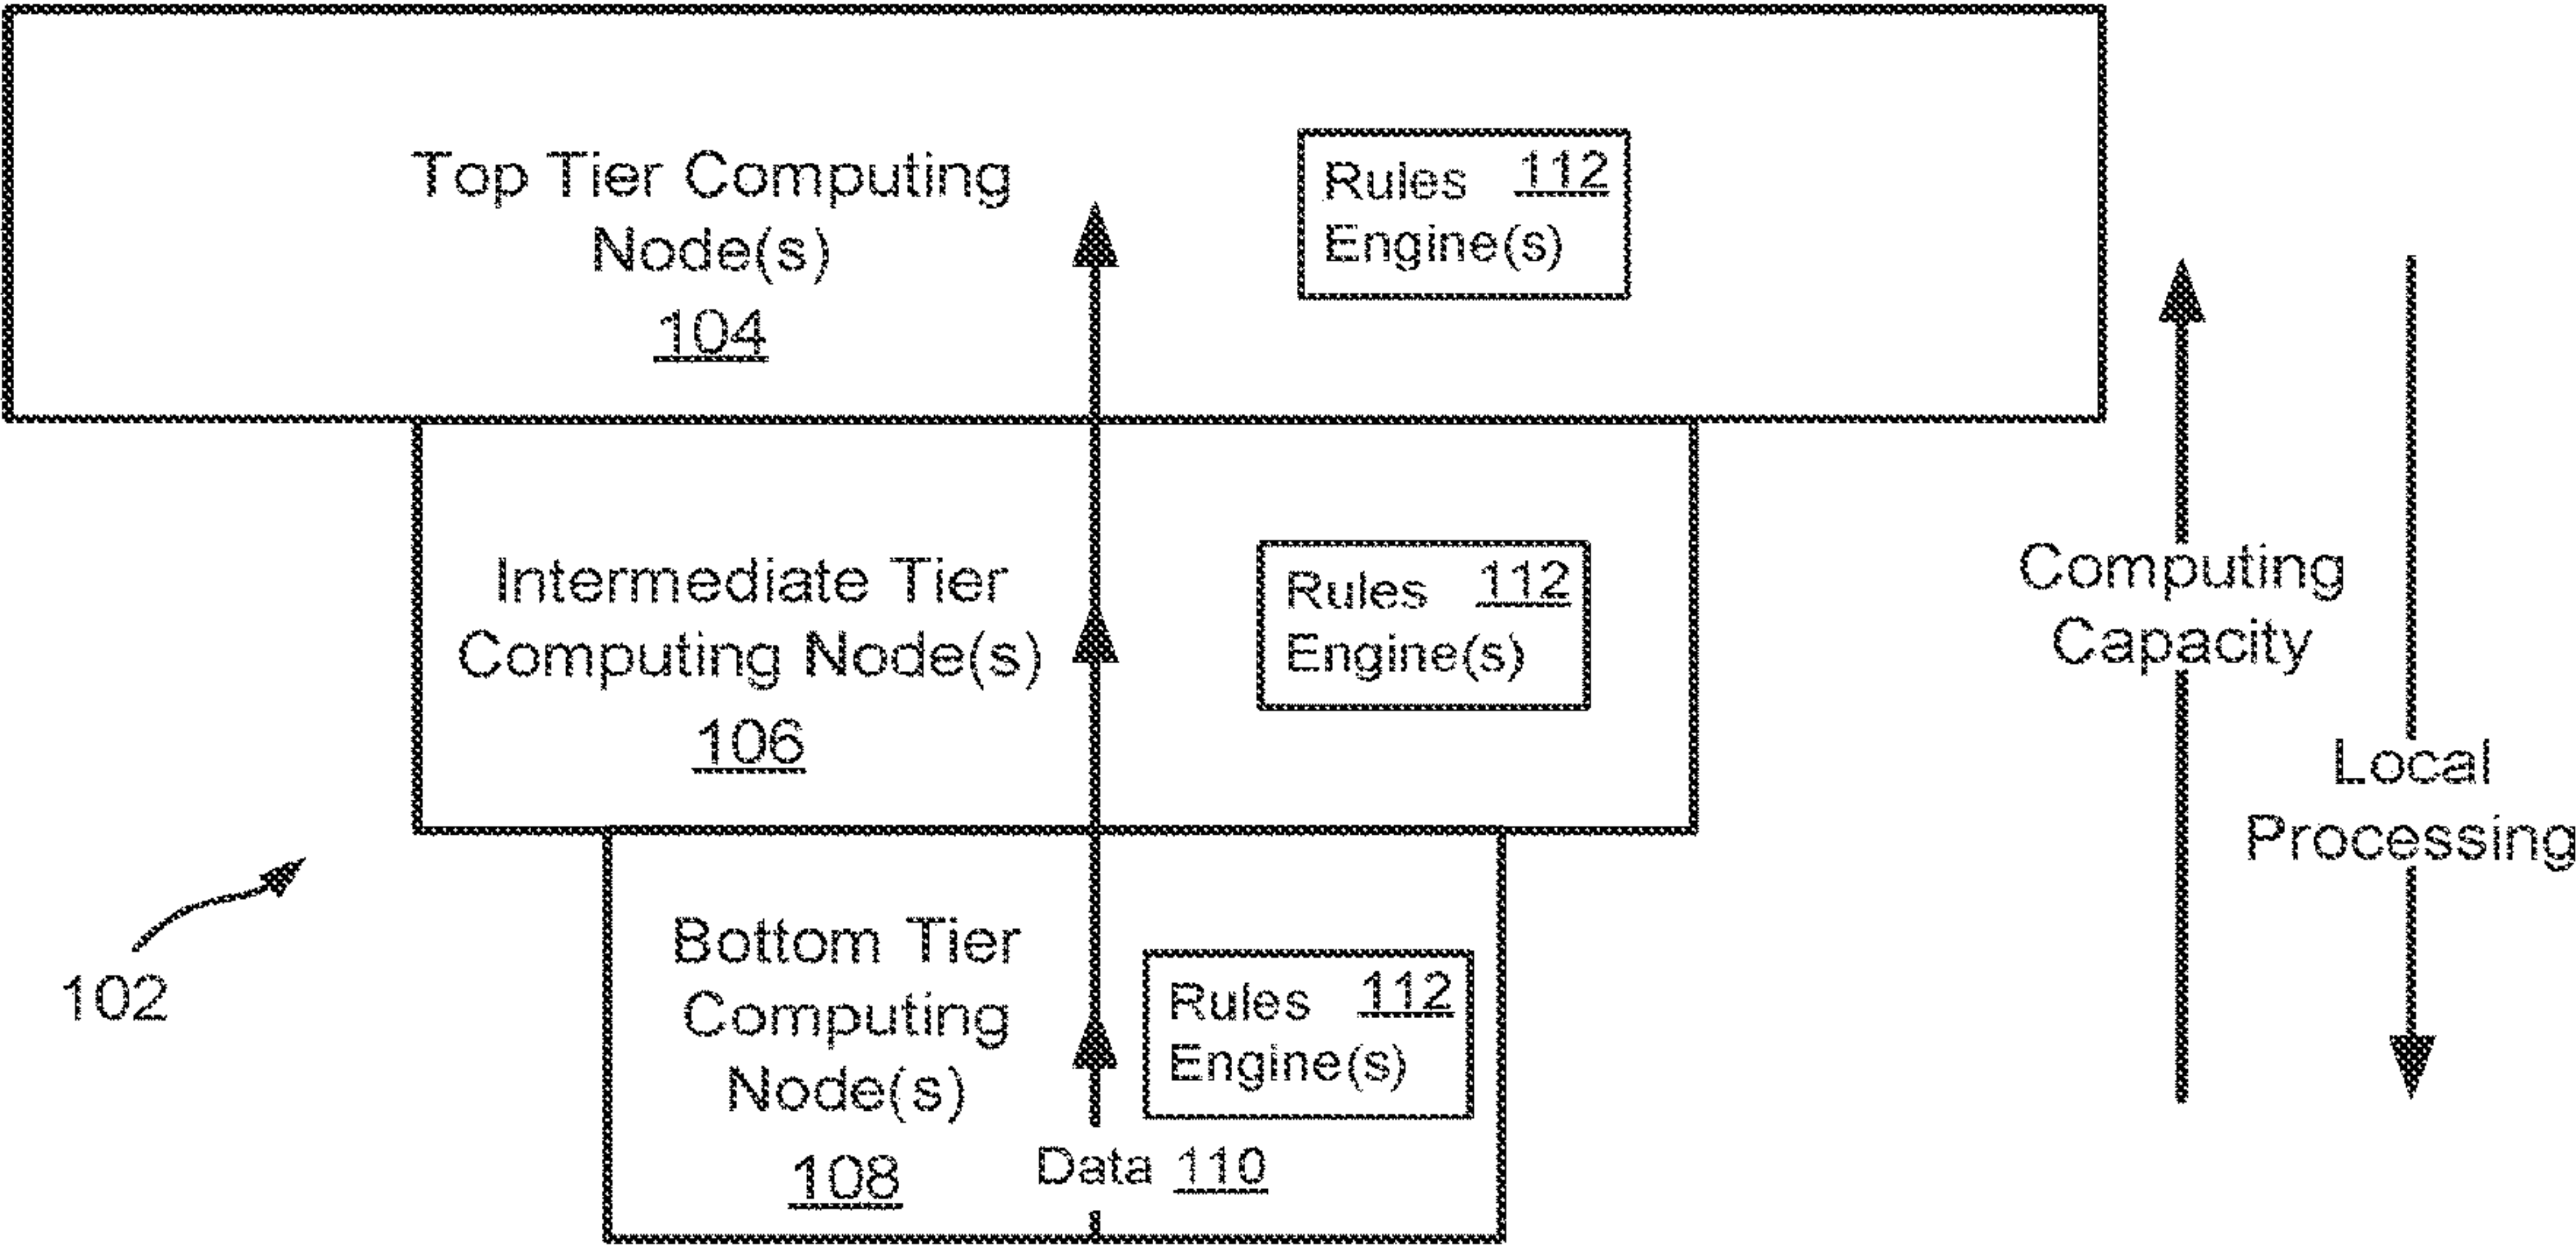 Top Tier Computing
Node(s)
104
Rules 112
Engine(s)
Intermediate Tier
Computing Node(s)
106
Rules 112
Engine(s)
Computing
Capacity
Local
Processing
102
Bottom Tier
Computing
Node(s)
108
Rules 112
Engine(s)
Data 110